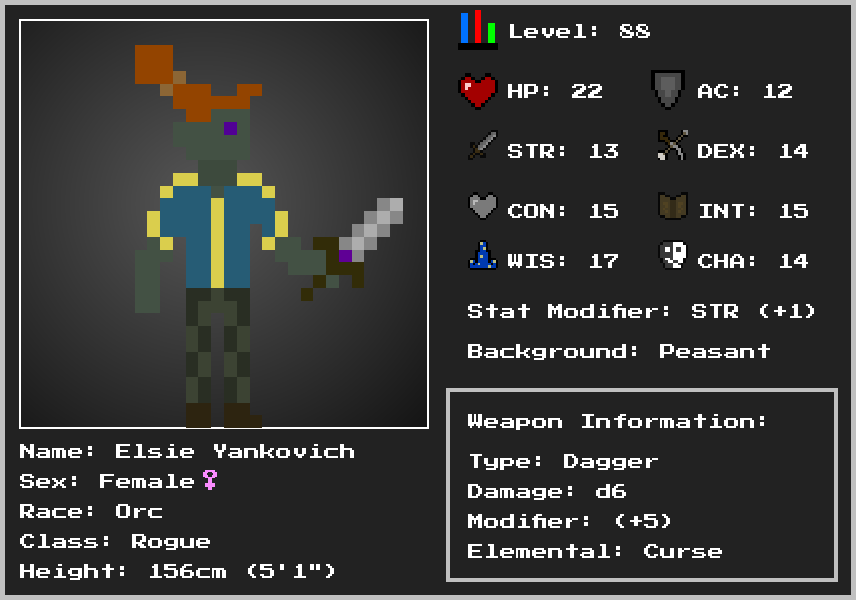 Level: 88
HP: 22
AC: 12
STR: 13
DEX: 14
CON: 15
INT: 15
WIS: 17
CHA: 14
Stat Modifier: STR (+1)
Background: Peasant
Weapon Information:
Type: Dagger
Damage: d6
Modifier: (+5)
Elemental: Curse
Name: Elsie Yankovich
Sex: Female♀
Race: Orc
Class: Rogue
Height: 156cm (5'1")